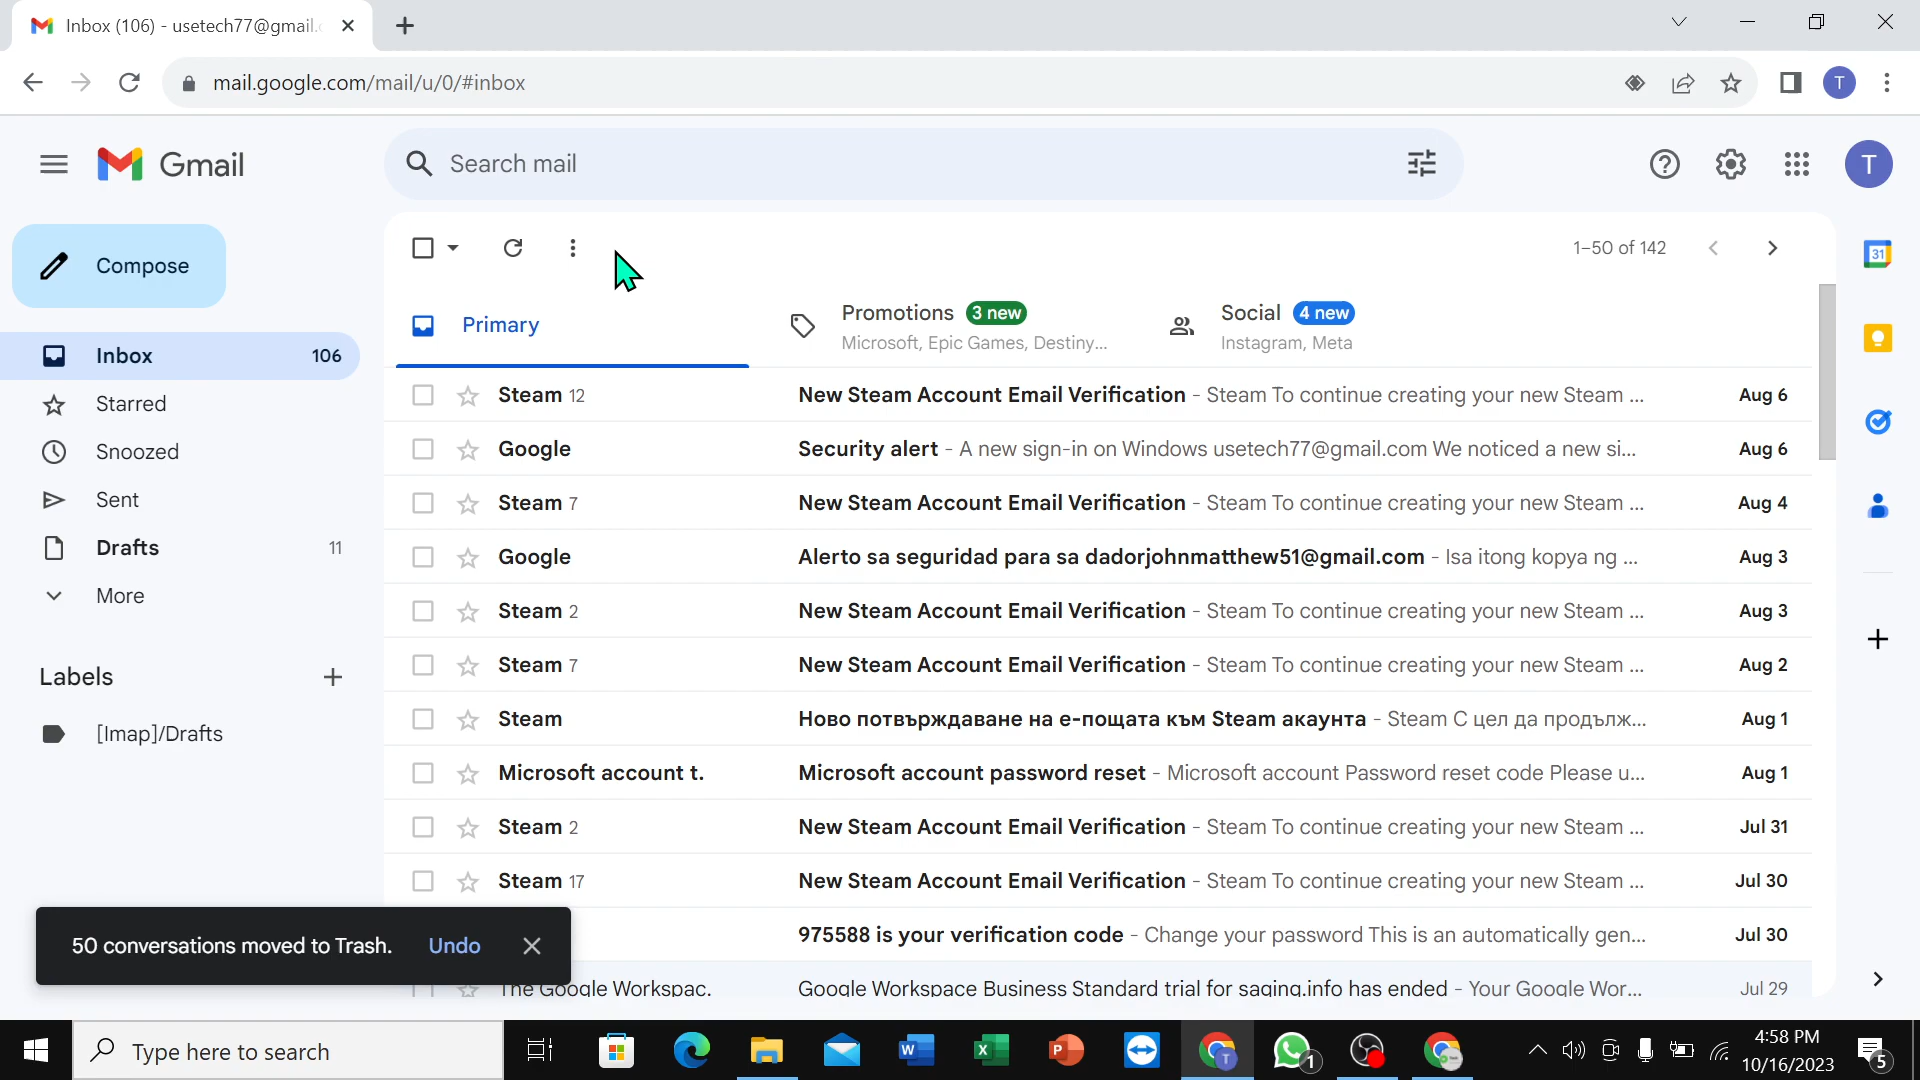 Inbox (106) - usetech77@gmail.
mail.google.com/mail/u/0/#inbox
T
Gmail
Search mail
T
Compose
1–50 of 142
31
Primary
Promotions 3 new
Microsoft, Epic Games, Destiny...
Social 4 new
Instagram, Meta
Inbox 106
Starred
Snoozed
Sent
Drafts 11
More
Labels
[Imap]/Drafts
Steam 12 New Steam Account Email Verification - Steam To continue creating your new Steam ... Aug 6
Google Security alert - A new sign-in on Windows usetech77@gmail.com We noticed a new si... Aug 6
Steam 7 New Steam Account Email Verification - Steam To continue creating your new Steam ... Aug 4
Google Alerto sa seguridad para sa dadorjohnmatthew51@gmail.com - Isa itong kopya ng ... Aug 3
Steam 2 New Steam Account Email Verification - Steam To continue creating your new Steam ... Aug 3
Steam 7 New Steam Account Email Verification - Steam To continue creating your new Steam ... Aug 2
Steam Ново потвърждаване на е-пощата към Steam акаунта - Steam С цел да продълж... Aug 1
Microsoft account t. Microsoft account password reset - Microsoft account Password reset code Please u... Aug 1
Steam 2 New Steam Account Email Verification - Steam To continue creating your new Steam ... Jul 31
Steam 17 New Steam Account Email Verification - Steam To continue creating your new Steam ... Jul 30
975588 is your verification code - Change your password This is an automatically gen... Jul 30
The Google Workspac. Google Workspace Business Standard trial for saging.info has ended - Your Google Wor... Jul 29
50 conversations moved to Trash. Undo
Type here to search
W
X
P
T
1
4:58 PM
10/16/2023
5